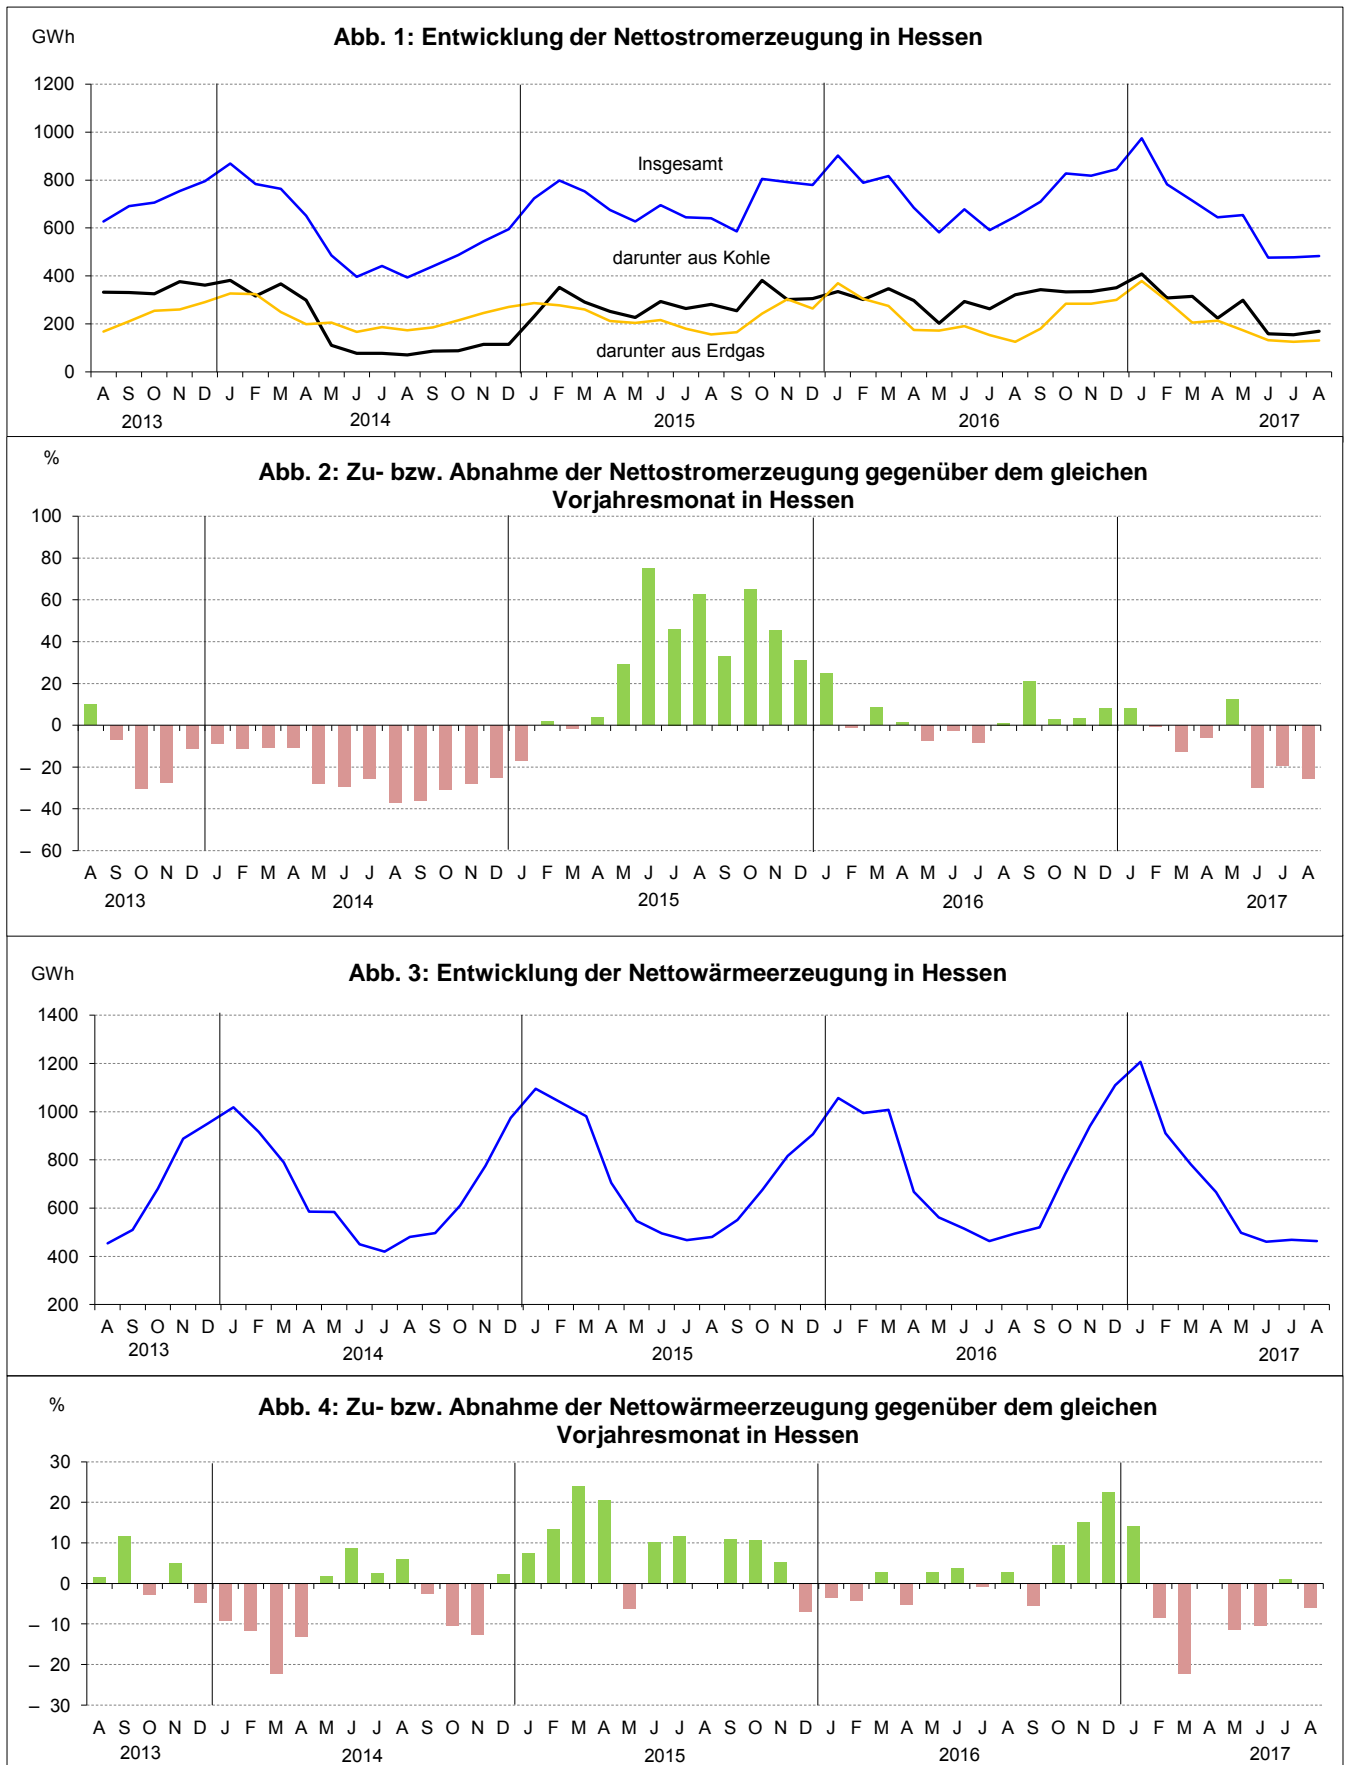 GWh
Abb. 1: Entwicklung der Nettostromerzeugung in Hessen
1200
1000
800
600
400
200
0
Insgesamt
darunter aus Kohle
darunter aus Erdgas
A S O N D J F M A M J J A S O N D J F M A M J J A S O N D J F M A M J J A S O N D J F M A M J J A
2013 2014 2015 2016 2017
%
Abb. 2: Zu- bzw. Abnahme der Nettostromerzeugung gegenüber dem gleichen
Vorjahresmonat in Hessen
100
80
60
40
20
0
– 20
– 40
– 60
A S O N D J F M A M J J A S O N D J F M A M J J A S O N D J F M A M J J A S O N D J F M A M J J A
2013 2014 2015 2016 2017
GWh
Abb. 3: Entwicklung der Nettowärmeerzeugung in Hessen
1400
1200
1000
800
600
400
200
A S O N D J F M A M J J A S O N D J F M A M J J A S O N D J F M A M J J A S O N D J F M A M J J A
2013 2014 2015 2016 2017
%
Abb. 4: Zu- bzw. Abnahme der Nettowärmeerzeugung gegenüber dem gleichen
Vorjahresmonat in Hessen
30
20
10
0
– 10
– 20
– 30
A S O N D J F M A M J J A S O N D J F M A M J J A S O N D J F M A M J J A S O N D J F M A M J J A
2013 2014 2015 2016 2017